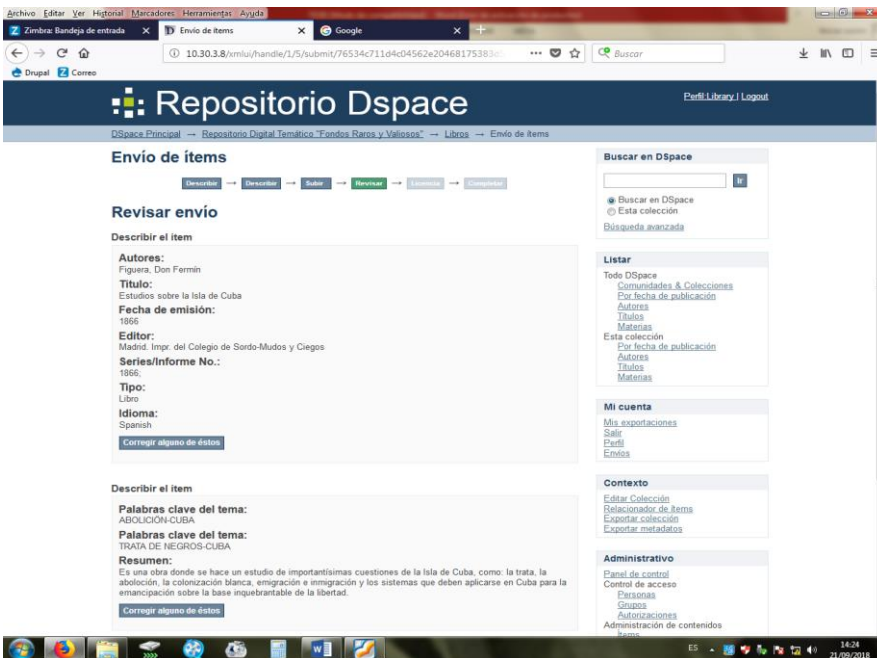 Archivo Editar Ver Historial Marcadores Herramientas Ayuda
Zimbra: Bandeja de entrada
Envío de ítems
Google
10.30.3.8/xmlui/handle/1/5/submit/76534c711d4c04562e20468175383
Buscar
Drupal Correo
Repositorio Dspace
Perfil:Library | Logout
DSpace Principal → Repositorio Digital Temático "Fondos Raros y Valiosos" → Libros → Envío de ítems
Envío de ítems
Describir → Describir → Subir → Revisar → Licencia → Completar
Revisar envío
Describir el ítem
Autores:
Figuera, Don Fermín
Título:
Estudios sobre la Isla de Cuba
Fecha de emisión:
1866
Editor:
Madrid. Impr. del Colegio de Sordo-Mudos y Ciegos
Series/Informe No.:
1866;
Tipo:
Libro
Idioma:
Spanish
Corregir alguno de éstos
Describir el ítem
Palabras clave del tema:
ABOLICIÓN-CUBA
Palabras clave del tema:
TRATA DE NEGROS-CUBA
Resumen:
Es una obra donde se hace un estudio de importantísimas cuestiones de la Isla de Cuba, como: la trata, la
aboloción, la colonización blanca, emigración e inmigración y los sistemas que deben aplicarse en Cuba para la
emancipación sobre la base inquebrantable de la libertad.
Corregir alguno de éstos
Buscar en DSpace
Ir
Buscar en DSpace
Esta colección
Búsqueda avanzada
Listar
Todo DSpace
Comunidades & Colecciones
Por fecha de publicación
Autores
Títulos
Materias
Esta colección
Por fecha de publicación
Autores
Títulos
Materias
Mi cuenta
Mis exportaciones
Salir
Perfil
Envíos
Contexto
Editar Colección
Relacionador de ítems
Exportar colección
Exportar metadatos
Administrativo
Panel de control
Control de acceso
Personas
Grupos
Autorizaciones
Administración de contenidos
Ítems
ES
14:24
21/09/2018